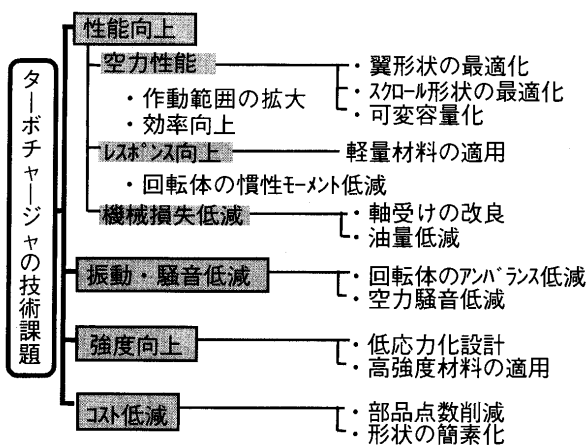 ターボチャージャの技術課題
性能向上
空力性能
・翼形状の最適化
・スクロール形状の最適化
・可変容量化
・作動範囲の拡大
・効率向上
レスポンス向上
軽量材料の適用
・回転体の慣性モーメント低減
機械損失低減
・軸受けの改良
・油量低減
振動・騒音低減
・回転体のアンバランス低減
・空力騒音低減
強度向上
・低応力化設計
・高強度材料の適用
コスト低減
・部品点数削減
・形状の簡素化